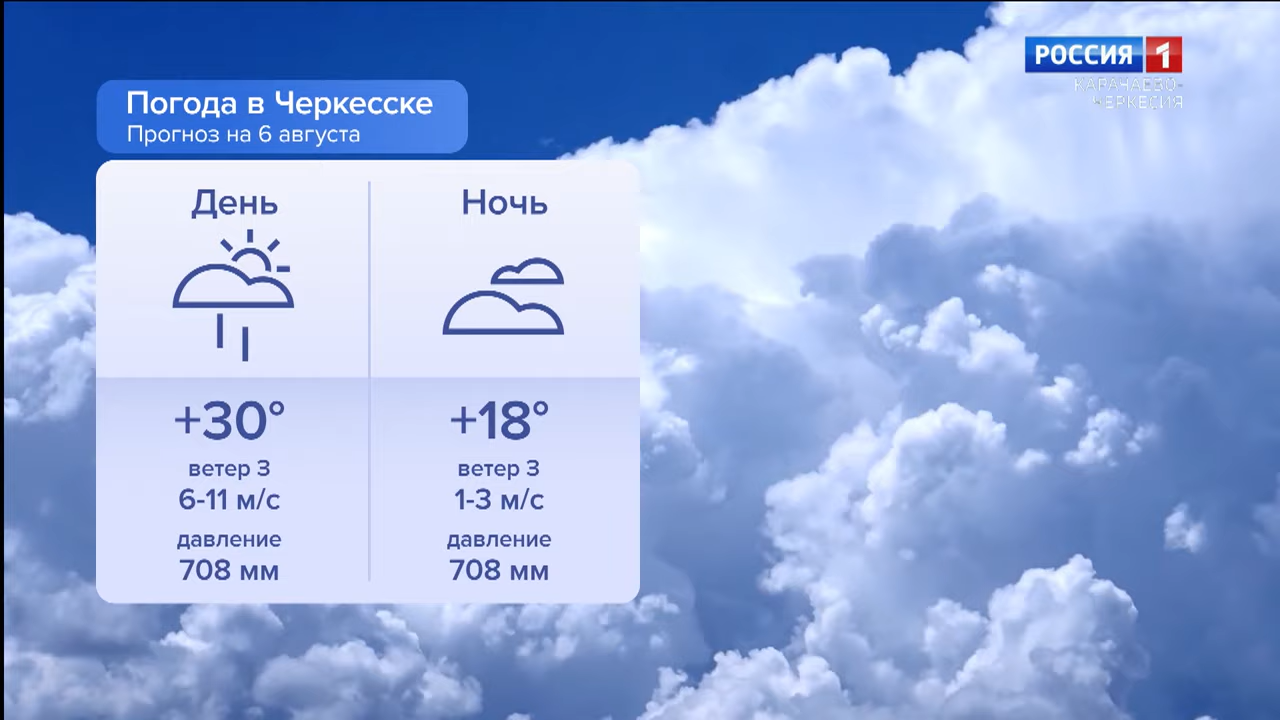 РОССИЯ 1
КАРАЧАЕВО-
ЧЕРКЕСИЯ
Погода в Черкесске
Прогноз на 6 августа
День
Ночь
+30°
+18°
ветер З
ветер З
6-11 м/с
1-3 м/с
давление
давление
708 мм
708 мм